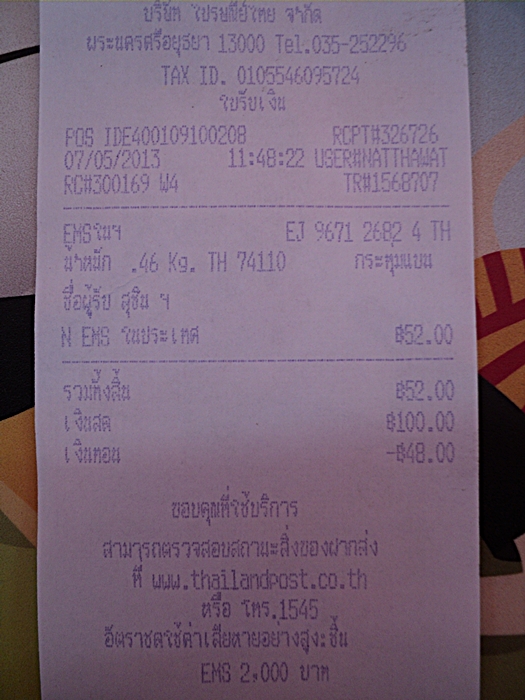 บริษัท ไปรษณีย์ไทย จำกัด
พระนครศรีอยุธยา 13000 Tel.035-252296
TAX ID. 0105546095724
ใบรับเงิน
POS IDE400109100208 RCPT#326726
07/05/2013 11:48:22 USER#NATTHAWAT
RC#300169 W4 TR#1568707
EMSในฯ EJ 9671 2682 4 TH
น้ำหนัก .46 Kg. TH 74110 กระทุ่มแบน
ชื่อผู้รับ สุชิน ฯ
N EMS ในประเทศ ฿52.00
รวมทั้งสิ้น ฿52.00
เงินสด ฿100.00
เงินทอน -฿48.00
ขอบคุณที่ใช้บริการ
สามารถตรวจสอบสถานะสิ่งของฝากส่ง
ที่ www.thailandpost.co.th
หรือ โทร.1545
อัตราชดใช้ค่าเสียหายอย่างสูง:ชิ้น
EMS 2,000 บาท